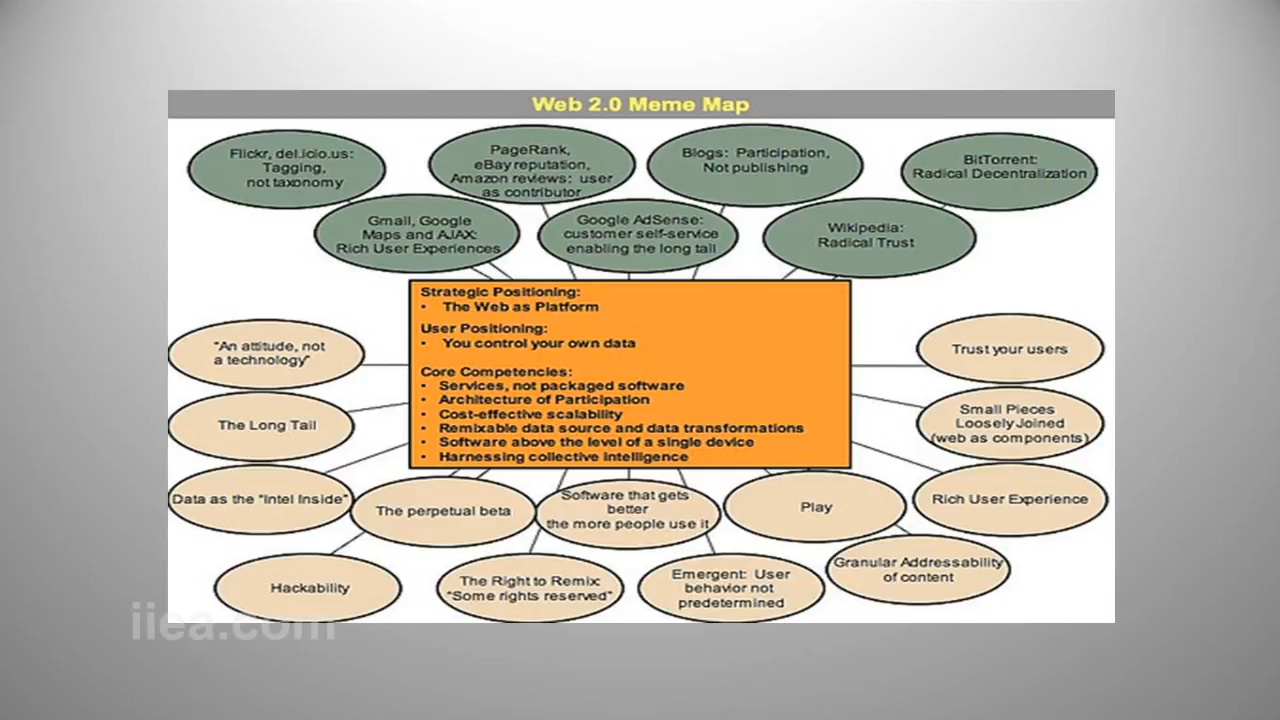 Web 2.0 Meme Map
Flickr, del.icio.us:
Tagging,
not taxonomy
PageRank,
eBay reputation,
Amazon reviews: user
as contributor
Blogs: Participation,
Not publishing
BitTorrent:
Radical Decentralization
Gmail, Google
Maps and AJAX:
Rich User Experiences
Google AdSense:
customer self-service
enabling the long tail
Wikipedia:
Radical Trust
Strategic Positioning:
• The Web as Platform
User Positioning:
• You control your own data
Core Competencies:
• Services, not packaged software
• Architecture of Participation
• Cost-effective scalability
• Remixable data source and data transformations
• Software above the level of a single device
• Harnessing collective intelligence
"An attitude, not
a technology"
The Long Tail
Data as the "Intel Inside"
Trust your users
Small Pieces
Loosely Joined
(web as components)
Rich User Experience
The perpetual beta
Software that gets
better
the more people use it
Play
Hackability
The Right to Remix:
"Some rights reserved"
Emergent: User
behavior not
predetermined
Granular Addressability
of content
iiea.com